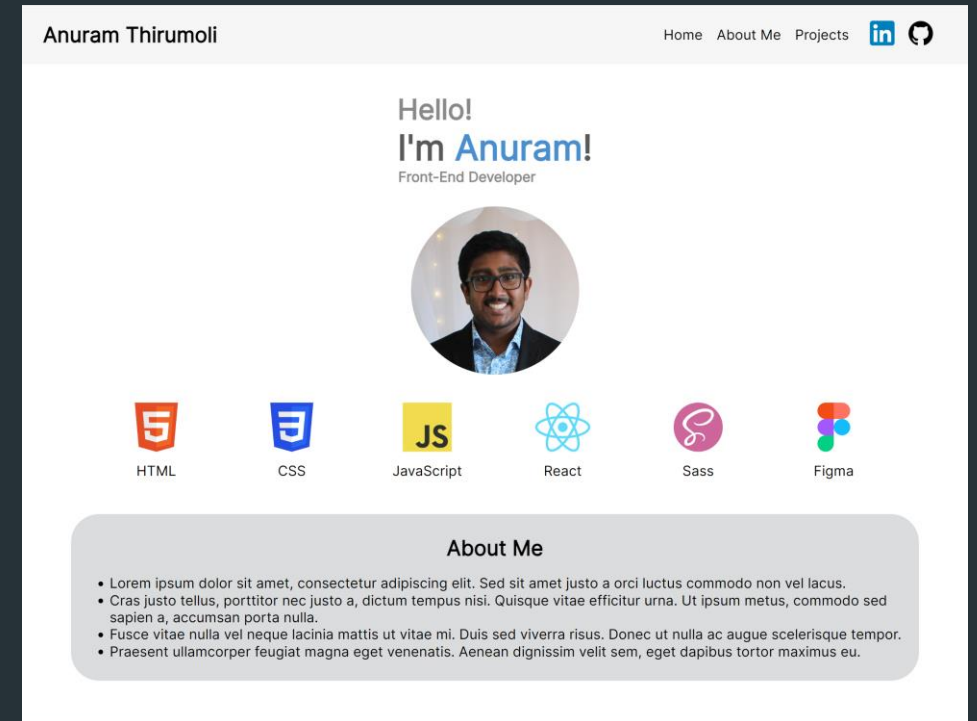 Anuram Thirumoli
Home About Me Projects in
Hello!
I'm Anuram!
Front-End Developer
5 3 JS
HTML CSS JavaScript React Sass Figma
About Me
• Lorem ipsum dolor sit amet, consectetur adipiscing elit. Sed sit amet justo a orci luctus commodo non vel lacus.
• Cras justo tellus, porttitor nec justo a, dictum tempus nisi. Quisque vitae efficitur urna. Ut ipsum metus, commodo sed
sapien a, accumsan porta nulla.
• Fusce vitae nulla vel neque lacinia mattis ut vitae mi. Duis sed viverra risus. Donec ut nulla ac augue scelerisque tempor.
• Praesent ullamcorper feugiat magna eget venenatis. Aenean dignissim velit sem, eget dapibus tortor maximus eu.